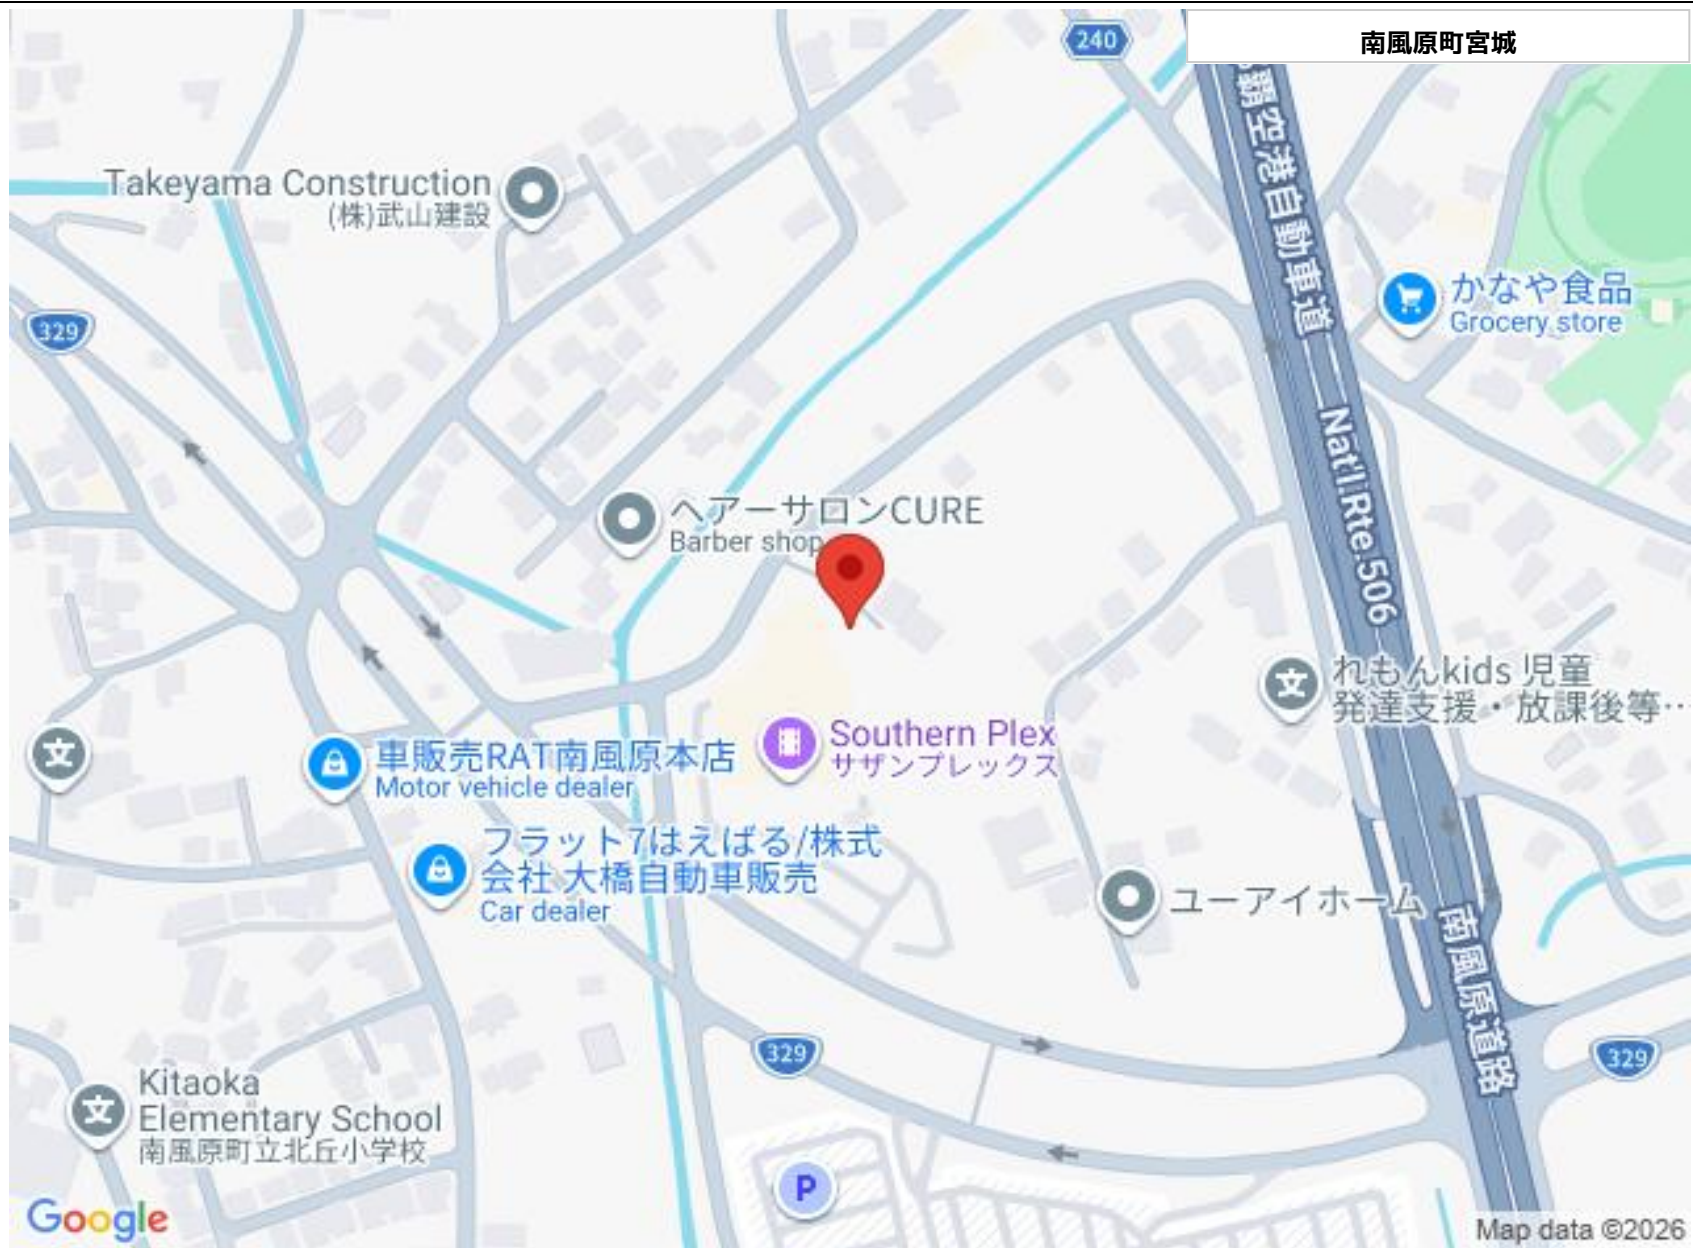 240
南風原町宮城
覇空港自動車道
Takeyama Construction
(株)武山建設
329
かなや食品
Grocery store
Nat'l.Rte.506
ヘアーサロンCURE
Barber shop
れもんkids 児童
発達支援・放課後等…
Southern Plex
サザンプレックス
車販売RAT南風原本店
Motor vehicle dealer
フラット7はえばる/株式
会社 大橋自動車販売
Car dealer
ユーアイホーム
南風原道路
329
329
Kitaoka
Elementary School
南風原町立北丘小学校
P
Google
Map data ©2026
文
文
文